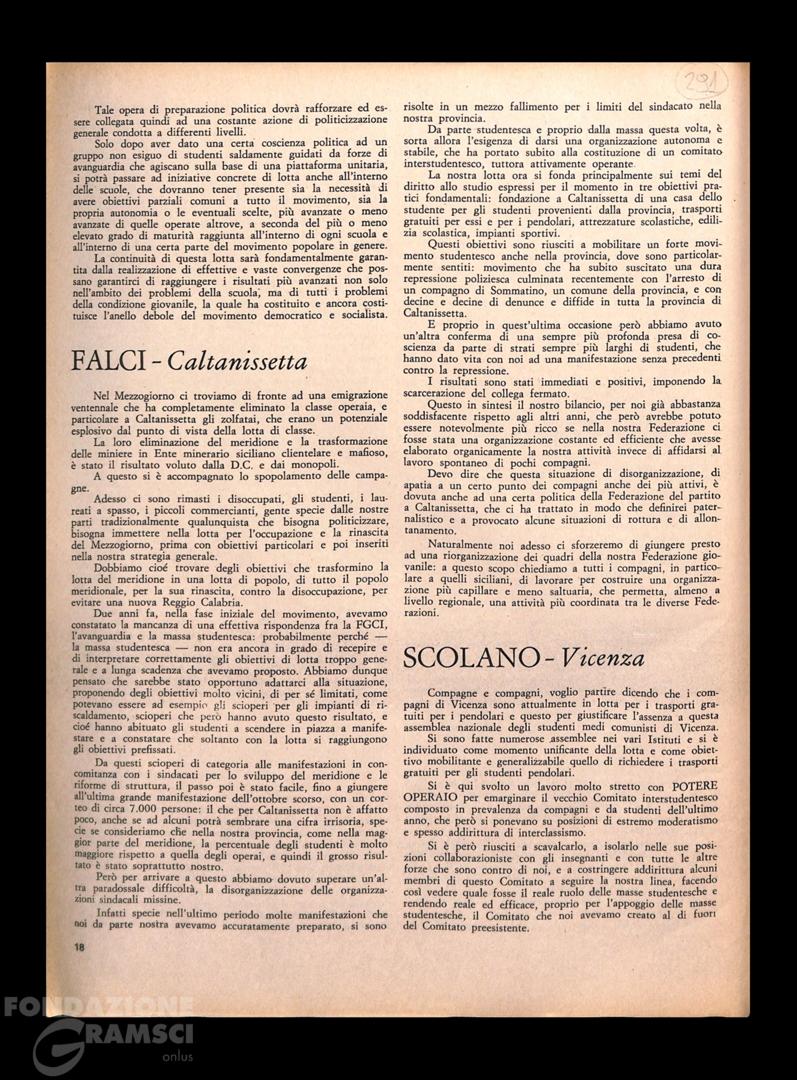 291
Tale opera di preparazione politica dovrà rafforzare ed es-
sere collegata quindi ad una costante azione di politicizzazione
generale condotta a differenti livelli.
Solo dopo aver dato una certa coscienza politica ad un
gruppo non esiguo di studenti saldamente guidati da forze di
avanguardia che agiscano sulla base di una piattaforma unitaria,
si potrà passare ad iniziative concrete di lotta anche all'interno
delle scuole, che dovranno tener presente sia la necessità di
avere obiettivi parziali comuni a tutto il movimento, sia la
propria autonomia o le eventuali scelte, più avanzate o meno
avanzate di quelle operate altrove, a seconda del più o meno
elevato grado di maturità raggiunta all'interno di ogni scuola e
all'interno di una certa parte del movimento popolare in genere.
La continuità di questa lotta sarà fondamentalmente garan-
tita dalla realizzazione di effettive e vaste convergenze che pos-
sano garantirci di raggiungere i risultati più avanzati non solo
nell'ambito dei problemi della scuola, ma di tutti i problemi
della condizione giovanile, la quale ha costituito e ancora costi-
tuisce l'anello debole del movimento democratico e socialista.
FALCI - Caltanissetta
Nel Mezzogiorno ci troviamo di fronte ad una emigrazione
ventennale che ha completamente eliminato la classe operaia, e
particolare a Caltanissetta gli zolfatai, che erano un potenziale
esplosivo dal punto di vista della lotta di classe.
La loro eliminazione del meridione e la trasformazione
delle miniere in Ente minerario siciliano clientelare e mafioso,
è stato il risultato voluto dalla D.C. e dai monopoli.
A questo si è accompagnato lo spopolamento delle campa-
gne.
Adesso ci sono rimasti i disoccupati, gli studenti, i lau-
reati a spasso, i piccoli commercianti, gente specie dalle nostre
parti tradizionalmente qualunquista che bisogna politicizzare,
bisogna immettere nella lotta per l'occupazione e la rinascita
del Mezzogiorno, prima con obiettivi particolari e poi inseriti
nella nostra strategia generale.
Dobbiamo cioé trovare degli obiettivi che trasformino la
lotta del meridione in una lotta di popolo, di tutto il popolo
meridionale, per la sua rinascita, contro la disoccupazione, per
evitare una nuova Reggio Calabria.
Due anni fa, nella fase iniziale del movimento, avevamo
constatato la mancanza di una effettiva rispondenza fra la FGCI,
l'avanguardia e la massa studentesca: probabilmente perché —
la massa studentesca — non era ancora in grado di recepire e
di interpretare correttamente gli obiettivi di lotta troppo gene-
rale e a lunga scadenza che avevamo proposto. Abbiamo dunque
pensato che sarebbe stato opportuno adattarci alla situazione,
proponendo degli obiettivi molto vicini, di per sé limitati, come
potevano essere ad esempio gli scioperi per gli impianti di ri-
scaldamento, scioperi che però hanno avuto questo risultato, e
cioé hanno abituato gli studenti a scendere in piazza a manife-
stare e a constatare che soltanto con la lotta si raggiungono
gli obiettivi prefissati.
Da questi scioperi di categoria alle manifestazioni in con-
comitanza con i sindacati per lo sviluppo del meridione e le
riforme di struttura, il passo poi è stato facile, fino a giungere
all'ultima grande manifestazione dell'ottobre scorso, con un cor-
teo di circa 7.000 persone: il che per Caltanissetta non è affatto
poco, anche se ad alcuni potrà sembrare una cifra irrisoria, spe-
cie se consideriamo che nella nostra provincia, come nella mag-
gior parte del meridione, la percentuale degli studenti è molto
maggiore rispetto a quella degli operai, e quindi il grosso risul-
tato è stato soprattutto nostro.
Però per arrivare a questo abbiamo dovuto superare un'al-
tra paradossale difficoltà, la disorganizzazione delle organizza-
zioni sindacali missine.
Infatti specie nell'ultimo periodo molte manifestazioni che
noi da parte nostra avevamo accuratamente preparato, si sono
18
risolte in un mezzo fallimento per i limiti del sindacato nella
nostra provincia.
Da parte studentesca e proprio dalla massa questa volta, è
sorta allora l'esigenza di darsi una organizzazione autonoma e
stabile, che ha portato subito alla costituzione di un comitato
interstudentesco, tuttora attivamente operante.
La nostra lotta ora si fonda principalmente sui temi del
diritto allo studio espressi per il momento in tre obiettivi pra-
tici fondamentali: fondazione a Caltanissetta di una casa dello
studente per gli studenti provenienti dalla provincia, trasporti
gratuiti per essi e per i pendolari, attrezzature scolastiche, edili-
zia scolastica, impianti sportivi.
Questi obiettivi sono riusciti a mobilitare un forte movi-
mento studentesco anche nella provincia, dove sono particolar-
mente sentiti: movimento che ha subito suscitato una dura
repressione poliziesca culminata recentemente con l'arresto di
un compagno di Sommatino, un comune della provincia, e con
decine e decine di denunce e diffide in tutta la provincia di
Caltanissetta.
E proprio in quest'ultima occasione però abbiamo avuto
un'altra conferma di una sempre più profonda presa di co-
scienza da parte di strati sempre più larghi di studenti, che
hanno dato vita con noi ad una manifestazione senza precedenti
contro la repressione.
I risultati sono stati immediati e positivi, imponendo la
scarcerazione del collega fermato.
Questo in sintesi il nostro bilancio, per noi già abbastanza
soddisfacente rispetto agli altri anni, che però avrebbe potuto
essere notevolmente più ricco se nella nostra Federazione ci
fosse stata una organizzazione costante ed efficiente che avesse
elaborato organicamente la nostra attività invece di affidarsi al
lavoro spontaneo di pochi compagni.
Devo dire che questa situazione di disorganizzazione, di
apatia a un certo punto dei compagni anche dei più attivi, è
dovuta anche ad una certa politica della Federazione del partito
a Caltanissetta, che ci ha trattato in modo che definirei pater-
nalistico e a provocato alcune situazioni di rottura e di allon-
tanamento.
Naturalmente noi adesso ci sforzeremo di giungere presto
ad una riorganizzazione dei quadri della nostra Federazione gio-
vanile: a questo scopo chiediamo a tutti i compagni, in partico-
lare a quelli siciliani, di lavorare per costruire una organizza-
zione più capillare e meno saltuaria, che permetta, almeno a
livello regionale, una attività più coordinata tra le diverse Fede-
razioni.
SCOLANO - Vicenza
Compagne e compagni, voglio partire dicendo che i com-
pagni di Vicenza sono attualmente in lotta per i trasporti gra-
tuiti per i pendolari e questo per giustificare l'assenza a questa
assemblea nazionale degli studenti medi comunisti di Vicenza.
Si sono fatte numerose assemblee nei vari Istituti e si è
individuato come momento unificante della lotta e come obiet-
tivo mobilitante e generalizzabile quello di richiedere i trasporti
gratuiti per gli studenti pendolari.
Si è qui svolto un lavoro molto stretto con POTERE
OPERAIO per emarginare il vecchio Comitato interstudentesco
composto in prevalenza da compagni e da studenti dell'ultimo
anno, che però si ponevano su posizioni di estremo moderatismo
e spesso addirittura di interclassismo.
Si è però riusciti a scavalcarlo, a isolarlo nelle sue posi-
zioni collaborazioniste con gli insegnanti e con tutte le altre
forze che sono contro di noi, e a costringere addirittura alcuni
membri di questo Comitato a seguire la nostra linea, facendo
così vedere quale fosse il reale ruolo delle masse studentesche e
rendendo reale ed efficace, proprio per l'appoggio delle masse
studentesche, il Comitato che noi avevamo creato al di fuori
del Comitato preesistente.
FONDAZIONE
GRAMSCI
onlus